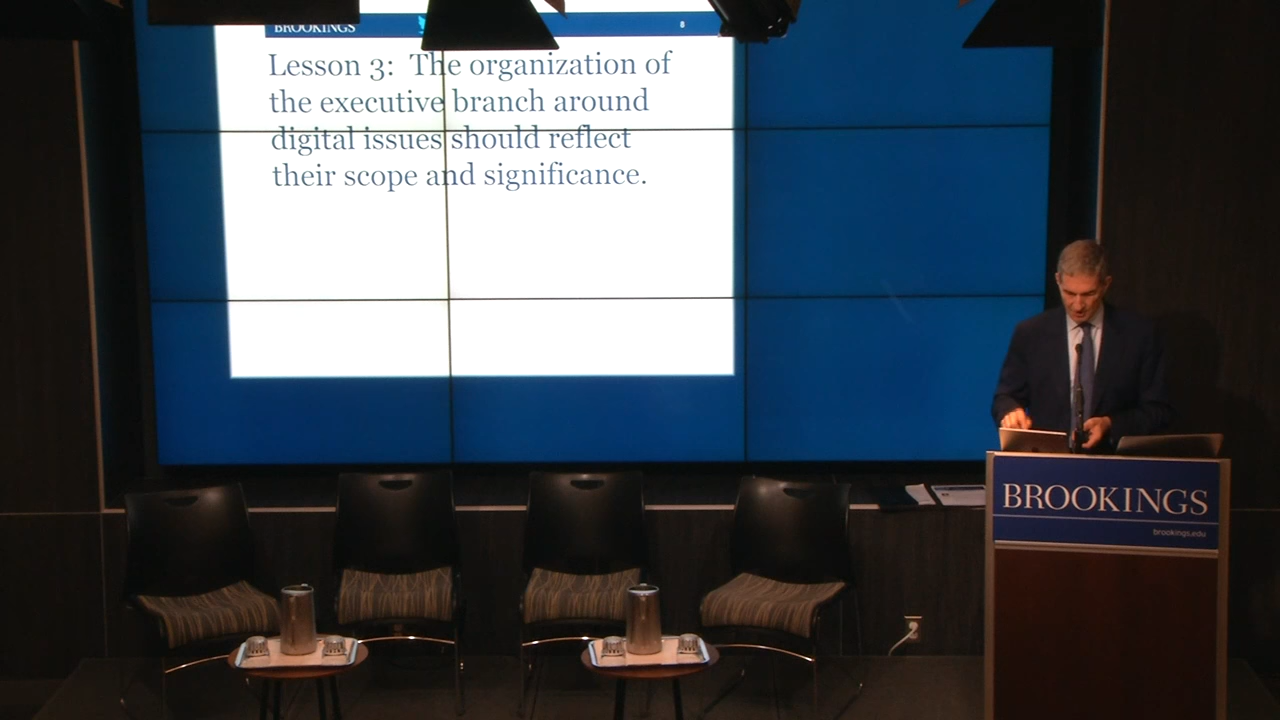 BROOKINGS
8
Lesson 3: The organization of
the executive branch around
digital issues should reflect
their scope and significance.
BROOKINGS
brookings.edu